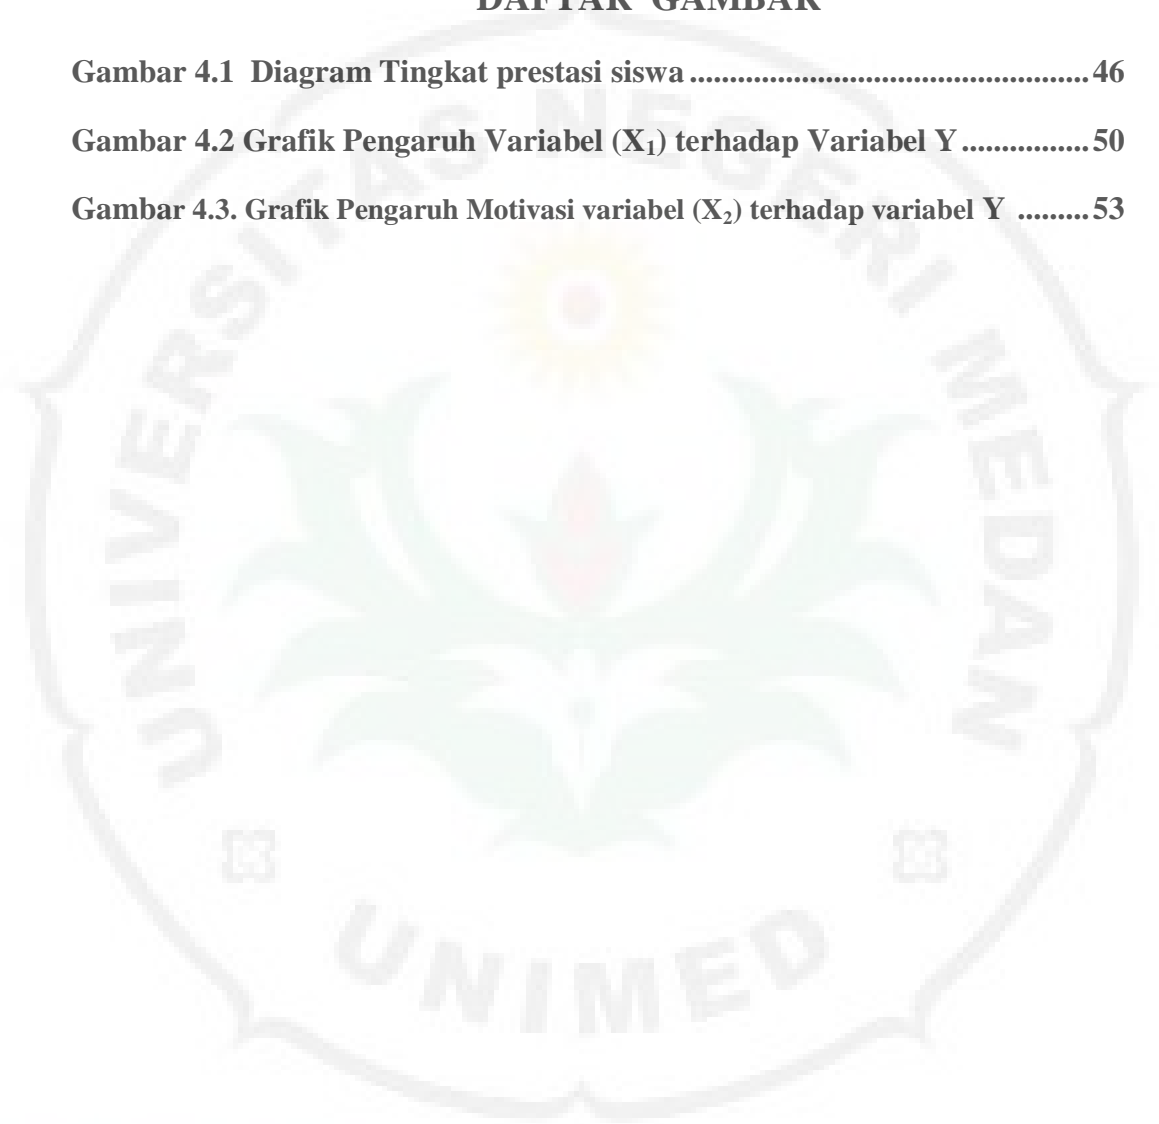 DAFTAR GAMBAR
Gambar 4.1 Diagram Tingkat prestasi siswa .................................................. 46
Gambar 4.2 Grafik Pengaruh Variabel (X₁) terhadap Variabel Y ................ 50
Gambar 4.3. Grafik Pengaruh Motivasi variabel (X₂) terhadap variabel Y ......... 53
UNIVERSITAS NEGERI MEDAN
UNIMED